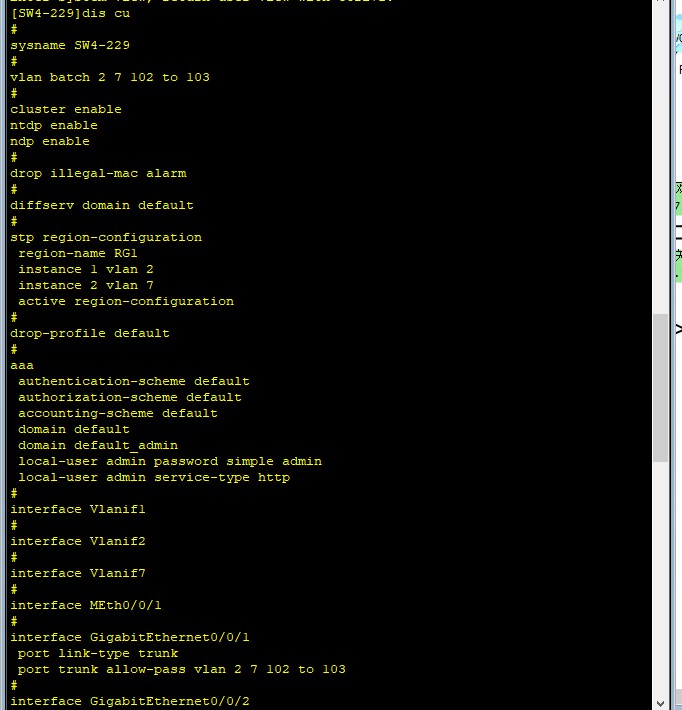 [SW4-229]dis cu
#
sysname SW4-229
#
vlan batch 2 7 102 to 103
#
cluster enable
ntdp enable
ndp enable
#
drop illegal-mac alarm
#
diffserv domain default
#
stp region-configuration
 region-name RG1
 instance 1 vlan 2
 instance 2 vlan 7
 active region-configuration
#
drop-profile default
#
aaa
 authentication-scheme default
 authorization-scheme default
 accounting-scheme default
 domain default
 domain default_admin
 local-user admin password simple admin
 local-user admin service-type http
#
interface Vlanif1
#
interface Vlanif2
#
interface Vlanif7
#
interface MEth0/0/1
#
interface GigabitEthernet0/0/1
 port link-type trunk
 port trunk allow-pass vlan 2 7 102 to 103
#
interface GigabitEthernet0/0/2